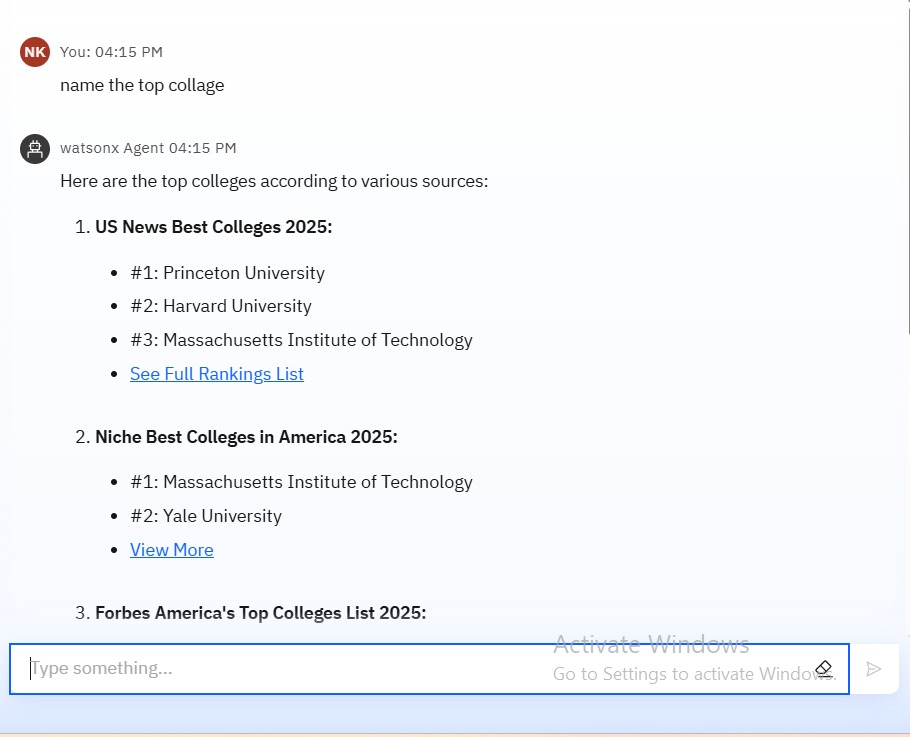 NK You: 04:15 PM
name the top collage
watsonx Agent 04:15 PM
Here are the top colleges according to various sources:
1. US News Best Colleges 2025:
• #1: Princeton University
• #2: Harvard University
• #3: Massachusetts Institute of Technology
• See Full Rankings List
2. Niche Best Colleges in America 2025:
• #1: Massachusetts Institute of Technology
• #2: Yale University
• View More
3. Forbes America's Top Colleges List 2025:
Activate Windows
Type something...
Go to Settings to activate Windows.